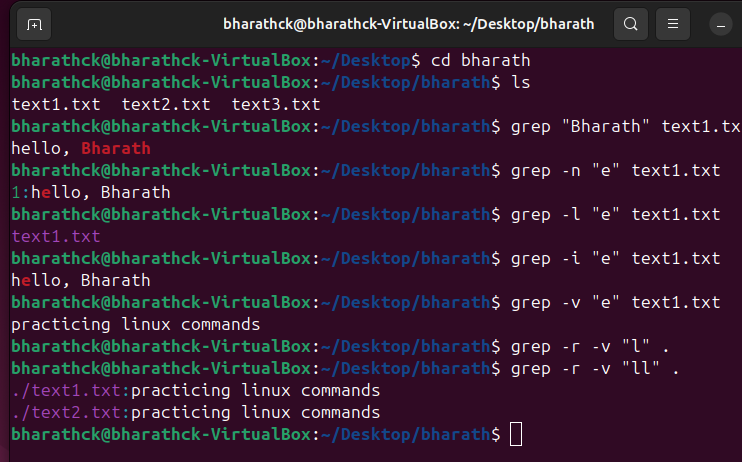 bharathck@bharathck-VirtualBox: ~/Desktop/bharath
bharathck@bharathck-VirtualBox:~/Desktop$ cd bharath
bharathck@bharathck-VirtualBox:~/Desktop/bharath$ ls
text1.txt  text2.txt  text3.txt
bharathck@bharathck-VirtualBox:~/Desktop/bharath$ grep "Bharath" text1.tx
hello, Bharath
bharathck@bharathck-VirtualBox:~/Desktop/bharath$ grep -n "e" text1.txt
1:hello, Bharath
bharathck@bharathck-VirtualBox:~/Desktop/bharath$ grep -l "e" text1.txt
text1.txt
bharathck@bharathck-VirtualBox:~/Desktop/bharath$ grep -i "e" text1.txt
hello, Bharath
bharathck@bharathck-VirtualBox:~/Desktop/bharath$ grep -v "e" text1.txt
practicing linux commands
bharathck@bharathck-VirtualBox:~/Desktop/bharath$ grep -r -v "l" .
bharathck@bharathck-VirtualBox:~/Desktop/bharath$ grep -r -v "ll" .
./text1.txt:practicing linux commands
./text2.txt:practicing linux commands
bharathck@bharathck-VirtualBox:~/Desktop/bharath$